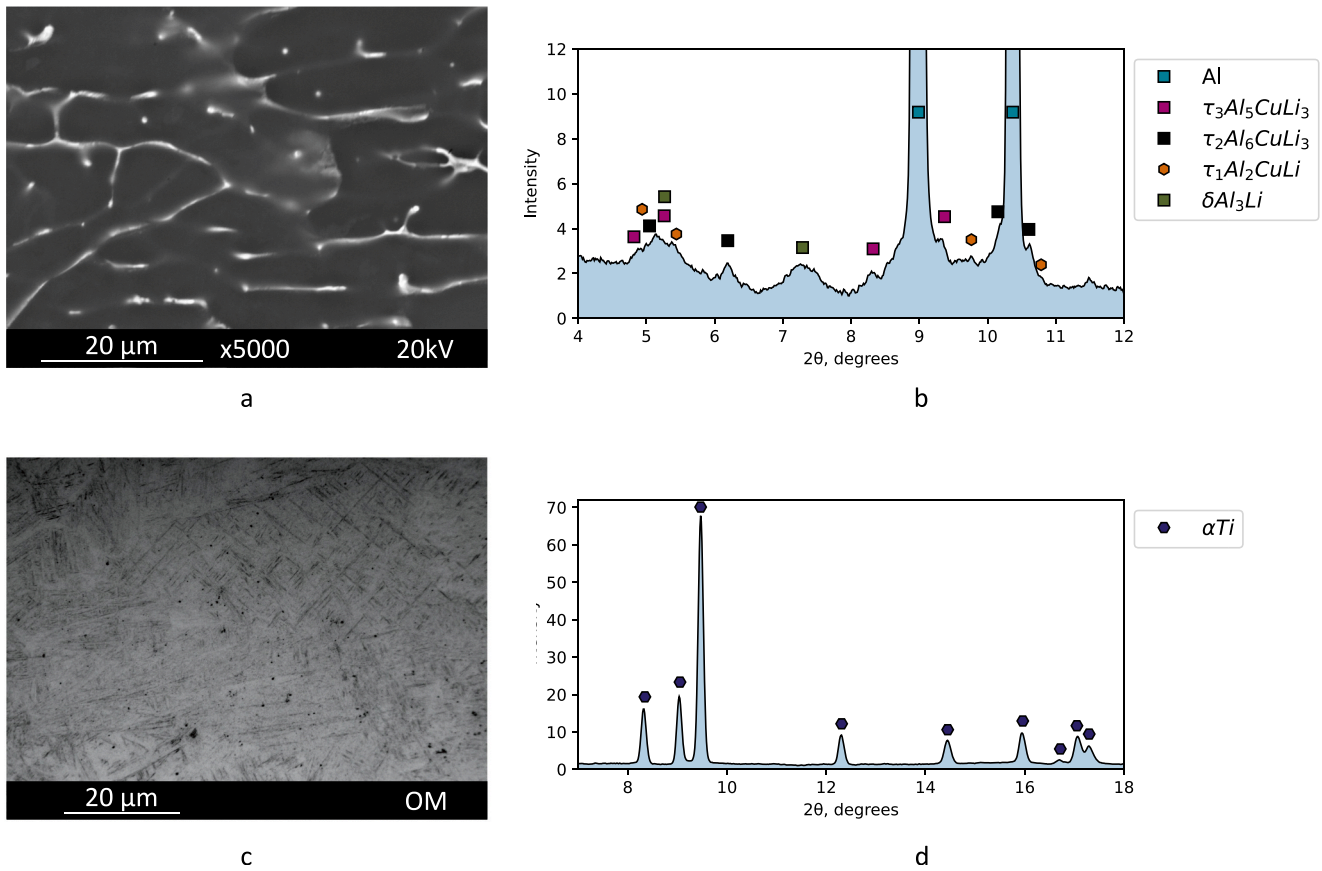 20 μm x5000 20kV
a
12
10
8
6
4
2
0
Intensity
4 5 6 7 8 9 10 11 12
2θ, degrees
b
Al
τ₃Al₅CuLi₃
τ₂Al₆CuLi₃
τ₁Al₂CuLi
δAl₃Li
20 μm OM
c
70
60
50
40
30
20
10
0
8 10 12 14 16 18
2θ, degrees
d
αTi